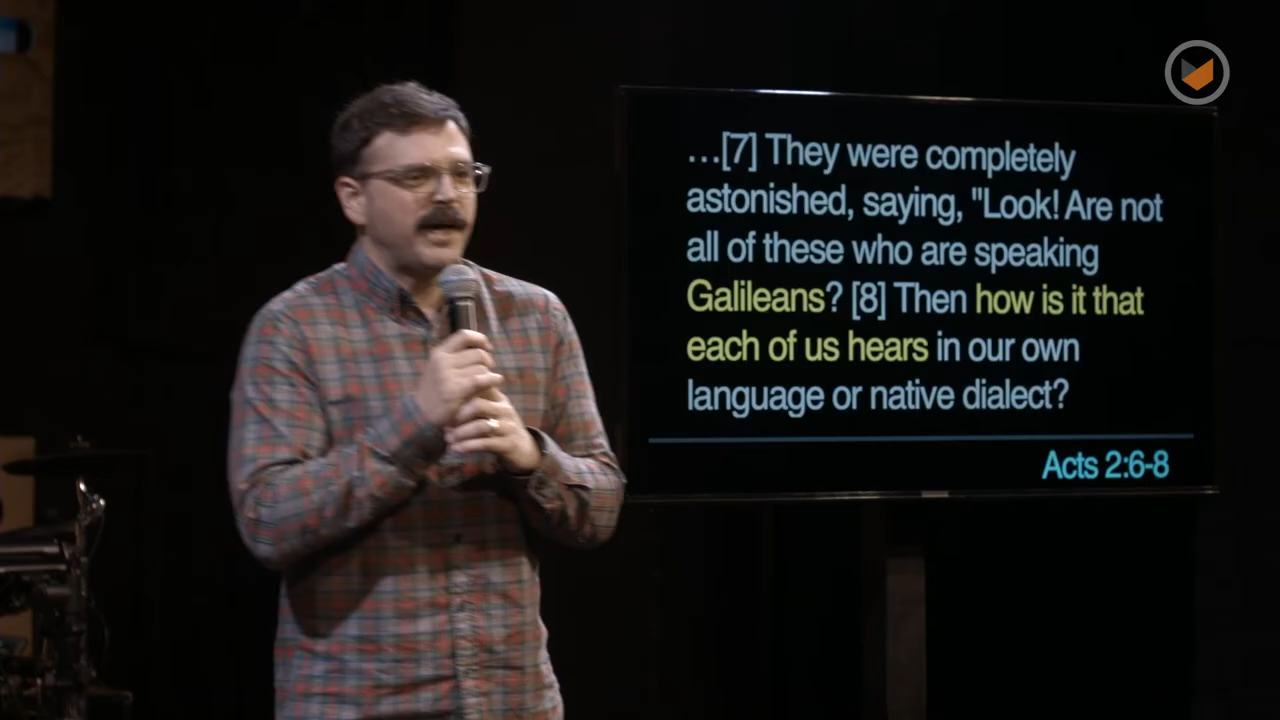 …[7] They were completely
astonished, saying, "Look! Are not
all of these who are speaking
Galileans? [8] Then how is it that
each of us hears in our own
language or native dialect?
Acts 2:6-8